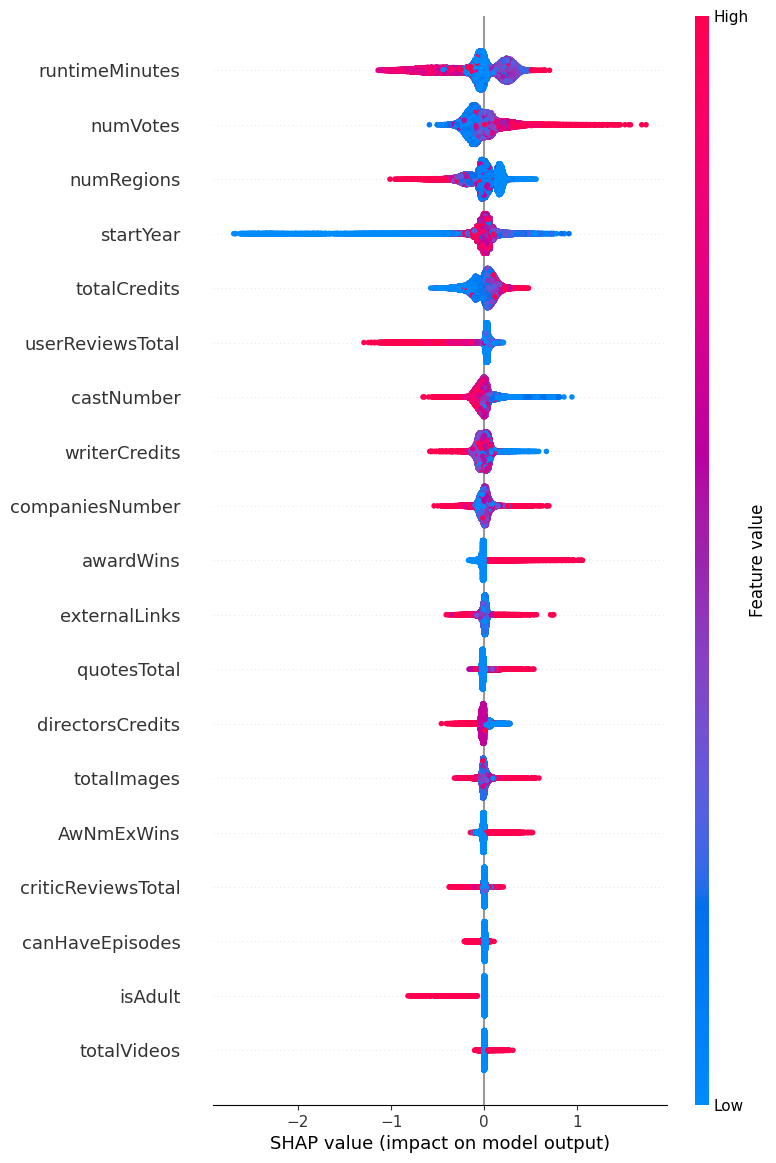 High
runtimeMinutes
numVotes
numRegions
startYear
totalCredits
userReviewsTotal
castNumber
writerCredits
companiesNumber
awardWins
externalLinks
quotesTotal
directorsCredits
totalImages
AwNmExWins
criticReviewsTotal
canHaveEpisodes
isAdult
totalVideos
Feature value
Low
−2 −1 0 1
SHAP value (impact on model output)